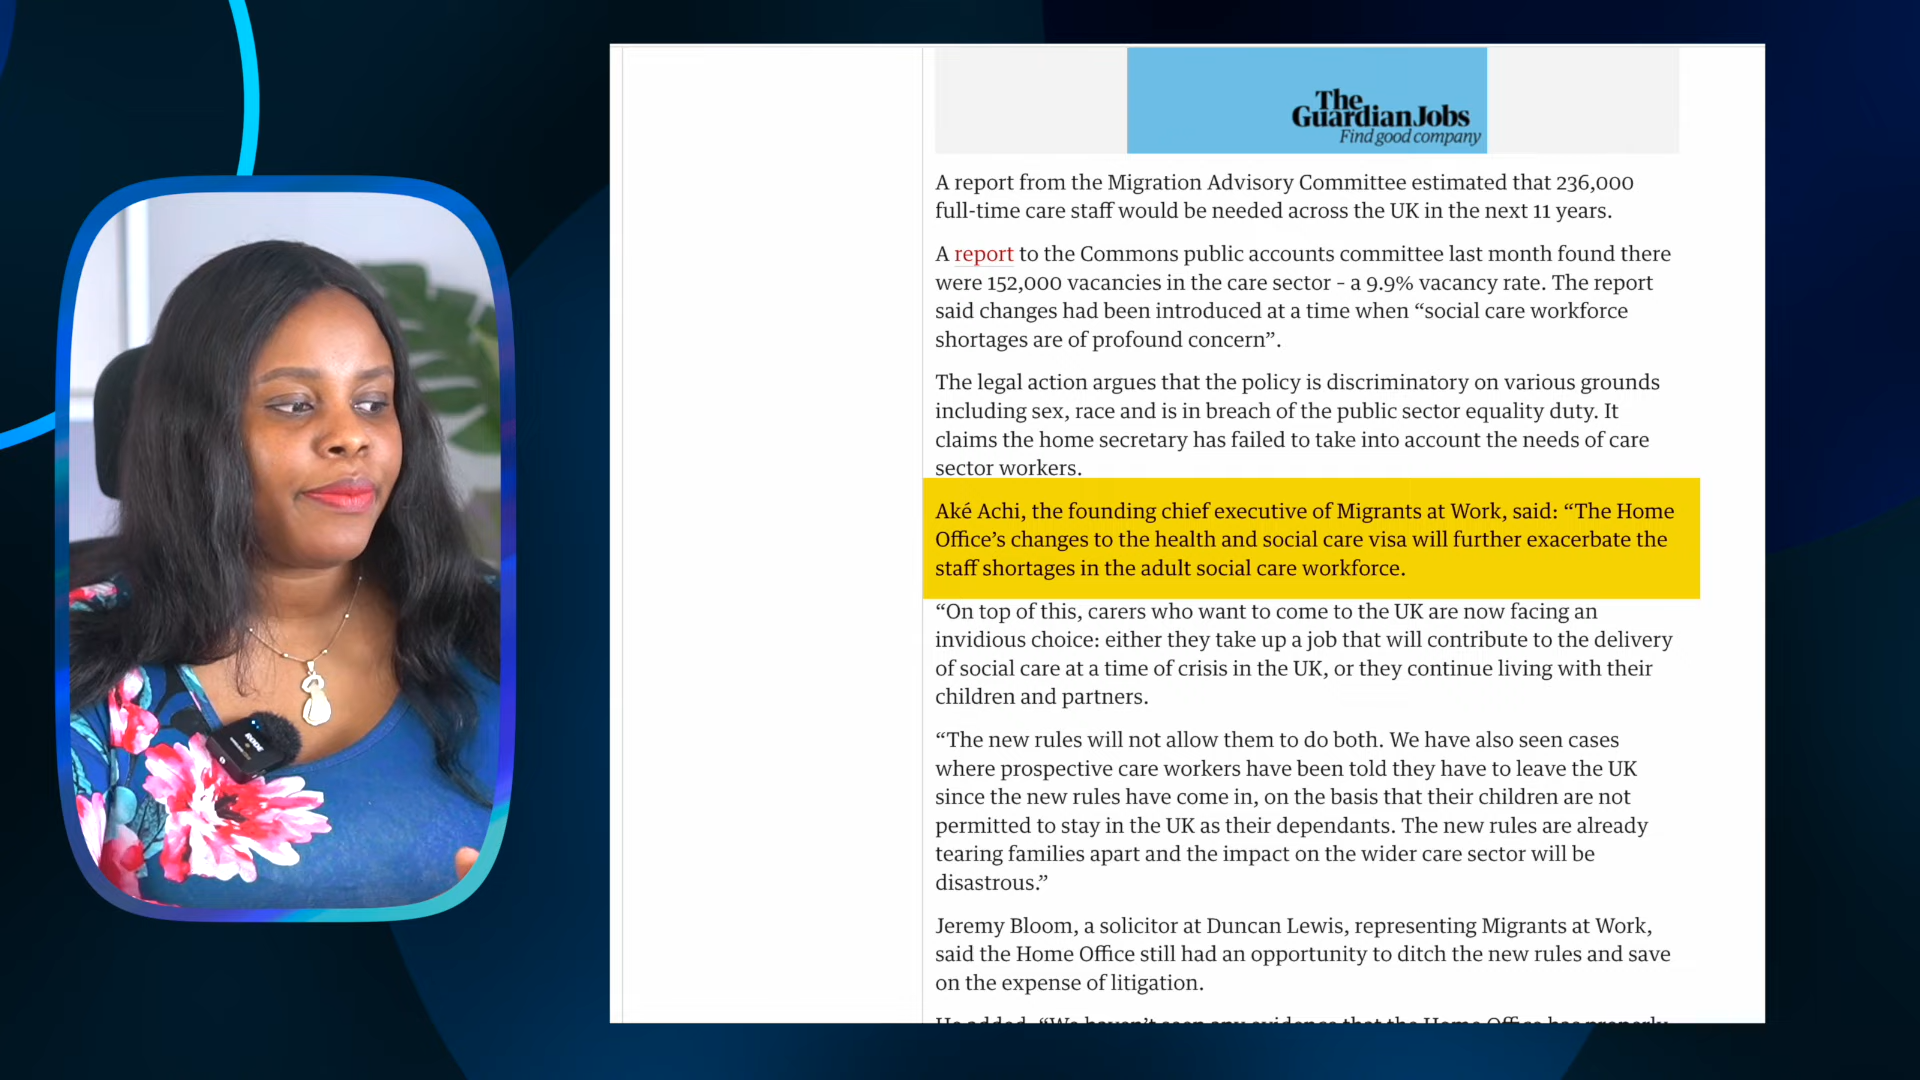 The
GuardianJobs
Find good company
A report from the Migration Advisory Committee estimated that 236,000
full-time care staff would be needed across the UK in the next 11 years.
A report to the Commons public accounts committee last month found there
were 152,000 vacancies in the care sector – a 9.9% vacancy rate. The report
said changes had been introduced at a time when “social care workforce
shortages are of profound concern”.
The legal action argues that the policy is discriminatory on various grounds
including sex, race and is in breach of the public sector equality duty. It
claims the home secretary has failed to take into account the needs of care
sector workers.
Aké Achi, the founding chief executive of Migrants at Work, said: “The Home
Office’s changes to the health and social care visa will further exacerbate the
staff shortages in the adult social care workforce.
“On top of this, carers who want to come to the UK are now facing an
invidious choice: either they take up a job that will contribute to the delivery
of social care at a time of crisis in the UK, or they continue living with their
children and partners.
“The new rules will not allow them to do both. We have also seen cases
where prospective care workers have been told they have to leave the UK
since the new rules have come in, on the basis that their children are not
permitted to stay in the UK as their dependants. The new rules are already
tearing families apart and the impact on the wider care sector will be
disastrous.”
Jeremy Bloom, a solicitor at Duncan Lewis, representing Migrants at Work,
said the Home Office still had an opportunity to ditch the new rules and save
on the expense of litigation.
He added, “We haven’t seen any evidence that the Home Office has properly
RODE